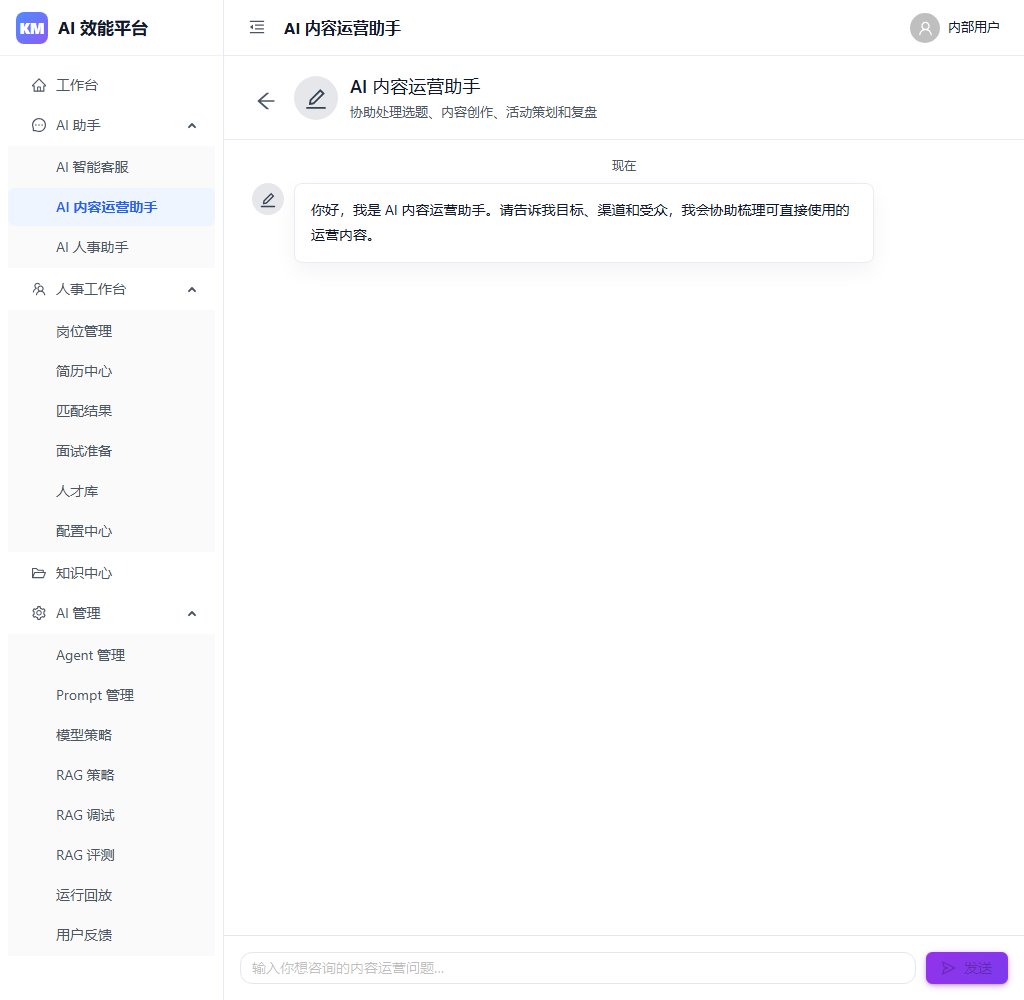 KM AI 效能平台
工作台
AI 助手
AI 智能客服
AI 内容运营助手
AI 人事助手
人事工作台
岗位管理
简历中心
匹配结果
面试准备
人才库
配置中心
知识中心
AI 管理
Agent 管理
Prompt 管理
模型策略
RAG 策略
RAG 调试
RAG 评测
运行回放
用户反馈
AI 内容运营助手
内部用户
AI 内容运营助手
协助处理选题、内容创作、活动策划和复盘
现在
你好，我是 AI 内容运营助手。请告诉我目标、渠道和受众，我会协助梳理可直接使用的
运营内容。
输入你想咨询的内容运营问题...
发送